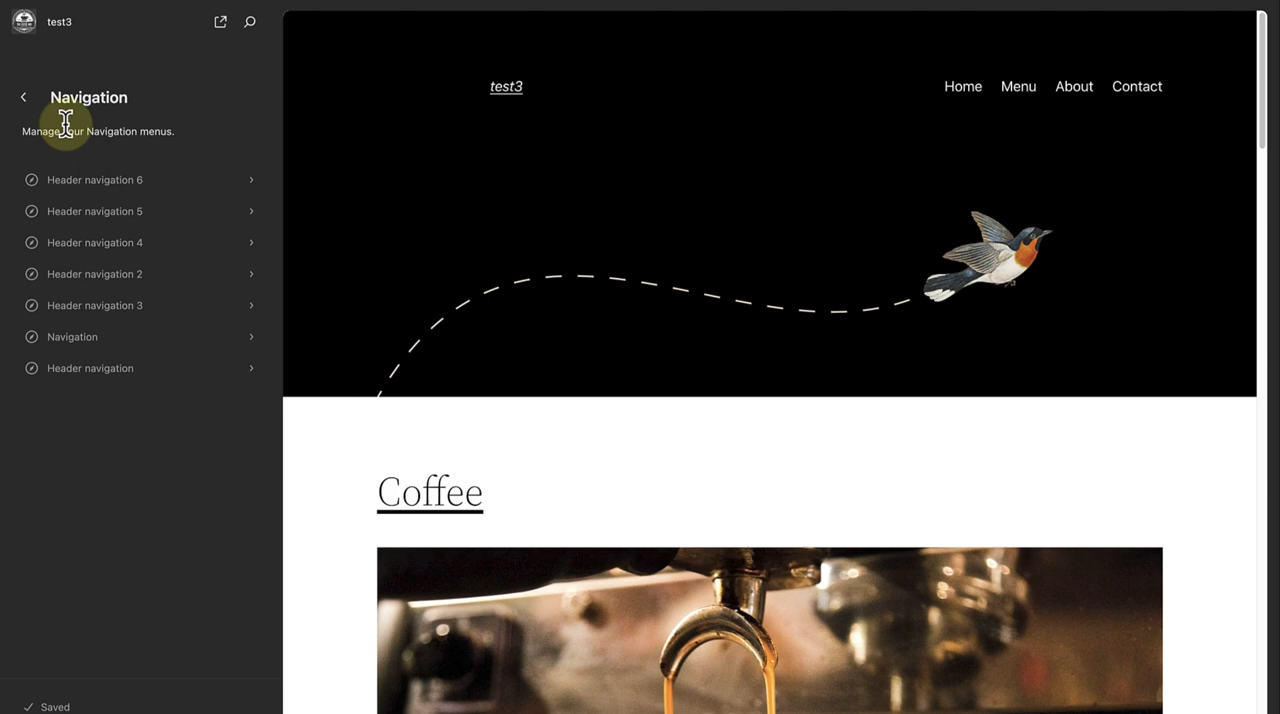 test3
Navigation
Manage your Navigation menus.
Header navigation 6
Header navigation 5
Header navigation 4
Header navigation 2
Header navigation 3
Navigation
Header navigation
Saved
test3
Home Menu About Contact
Coffee